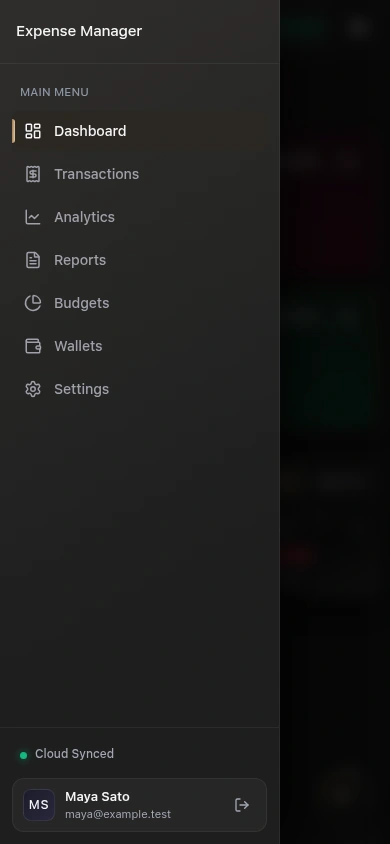 Expense Manager
MAIN MENU
Dashboard
Transactions
Analytics
Reports
Budgets
Wallets
Settings
Cloud Synced
MS
Maya Sato
maya@example.test